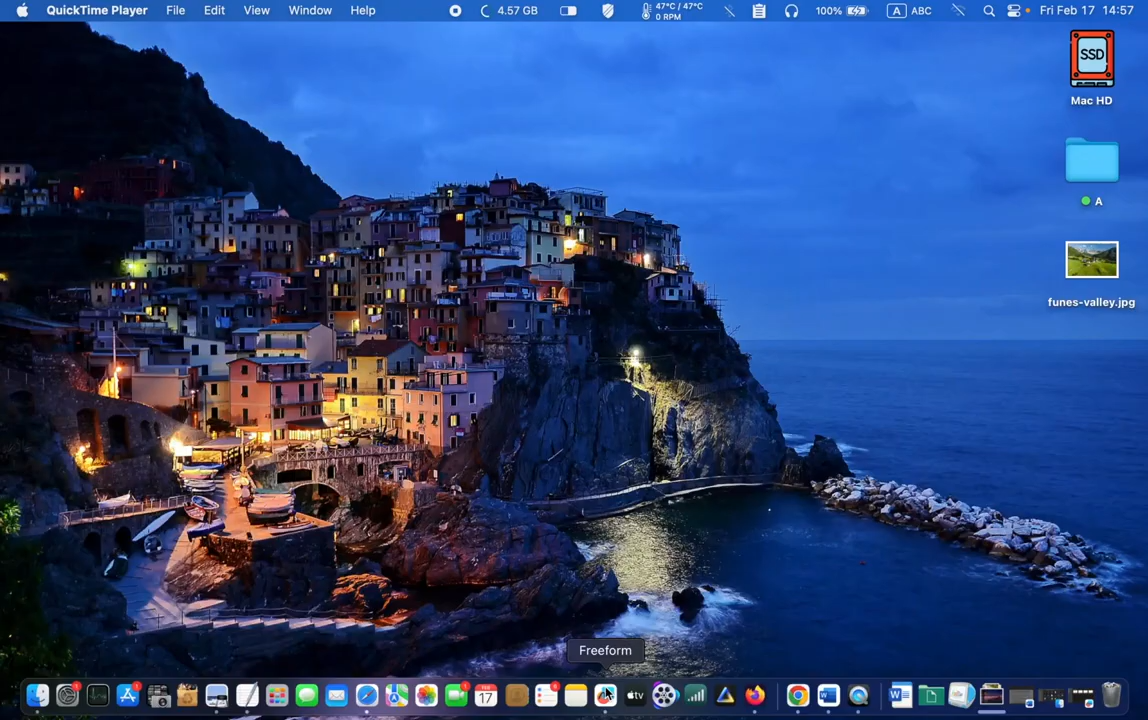 QuickTime Player File Edit View Window Help 4.57 GB 47°C / 47°C 0 RPM 100% A ABC Fri Feb 17 14:57
SSD
Mac HD
A
funes-valley.jpg
Freeform
17
tv